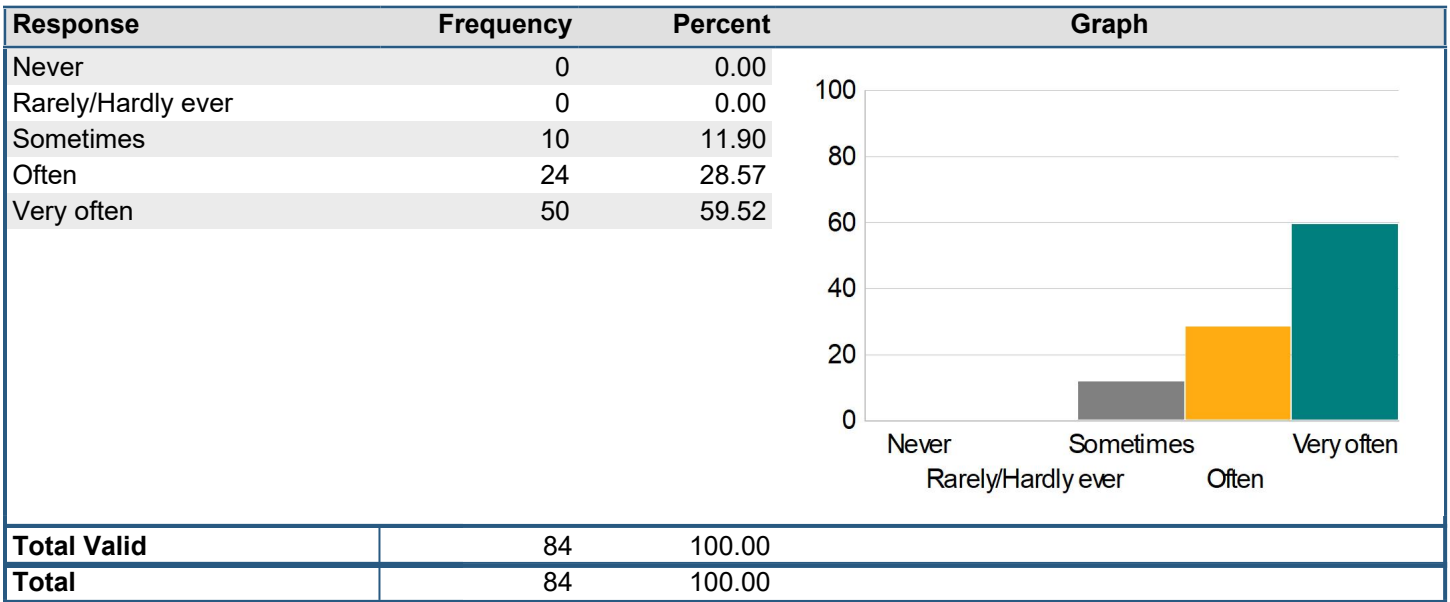 Response Frequency Percent Graph
Never 0 0.00
Rarely/Hardly ever 0 0.00
Sometimes 10 11.90
Often 24 28.57
Very often 50 59.52
100
80
60
40
20
0
Never Sometimes Very often
Rarely/Hardly ever Often
Total Valid 84 100.00
Total 84 100.00